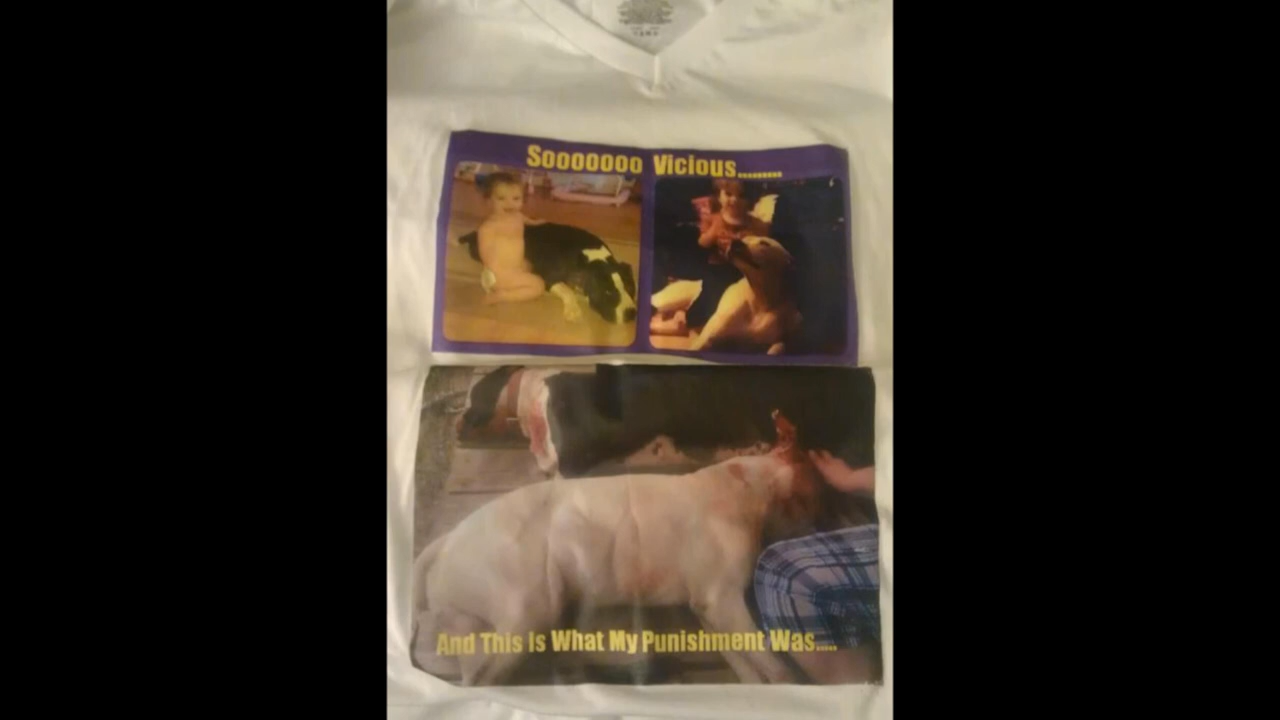 Sooooooo Vicious.........
And This Is What My Punishment Was.....